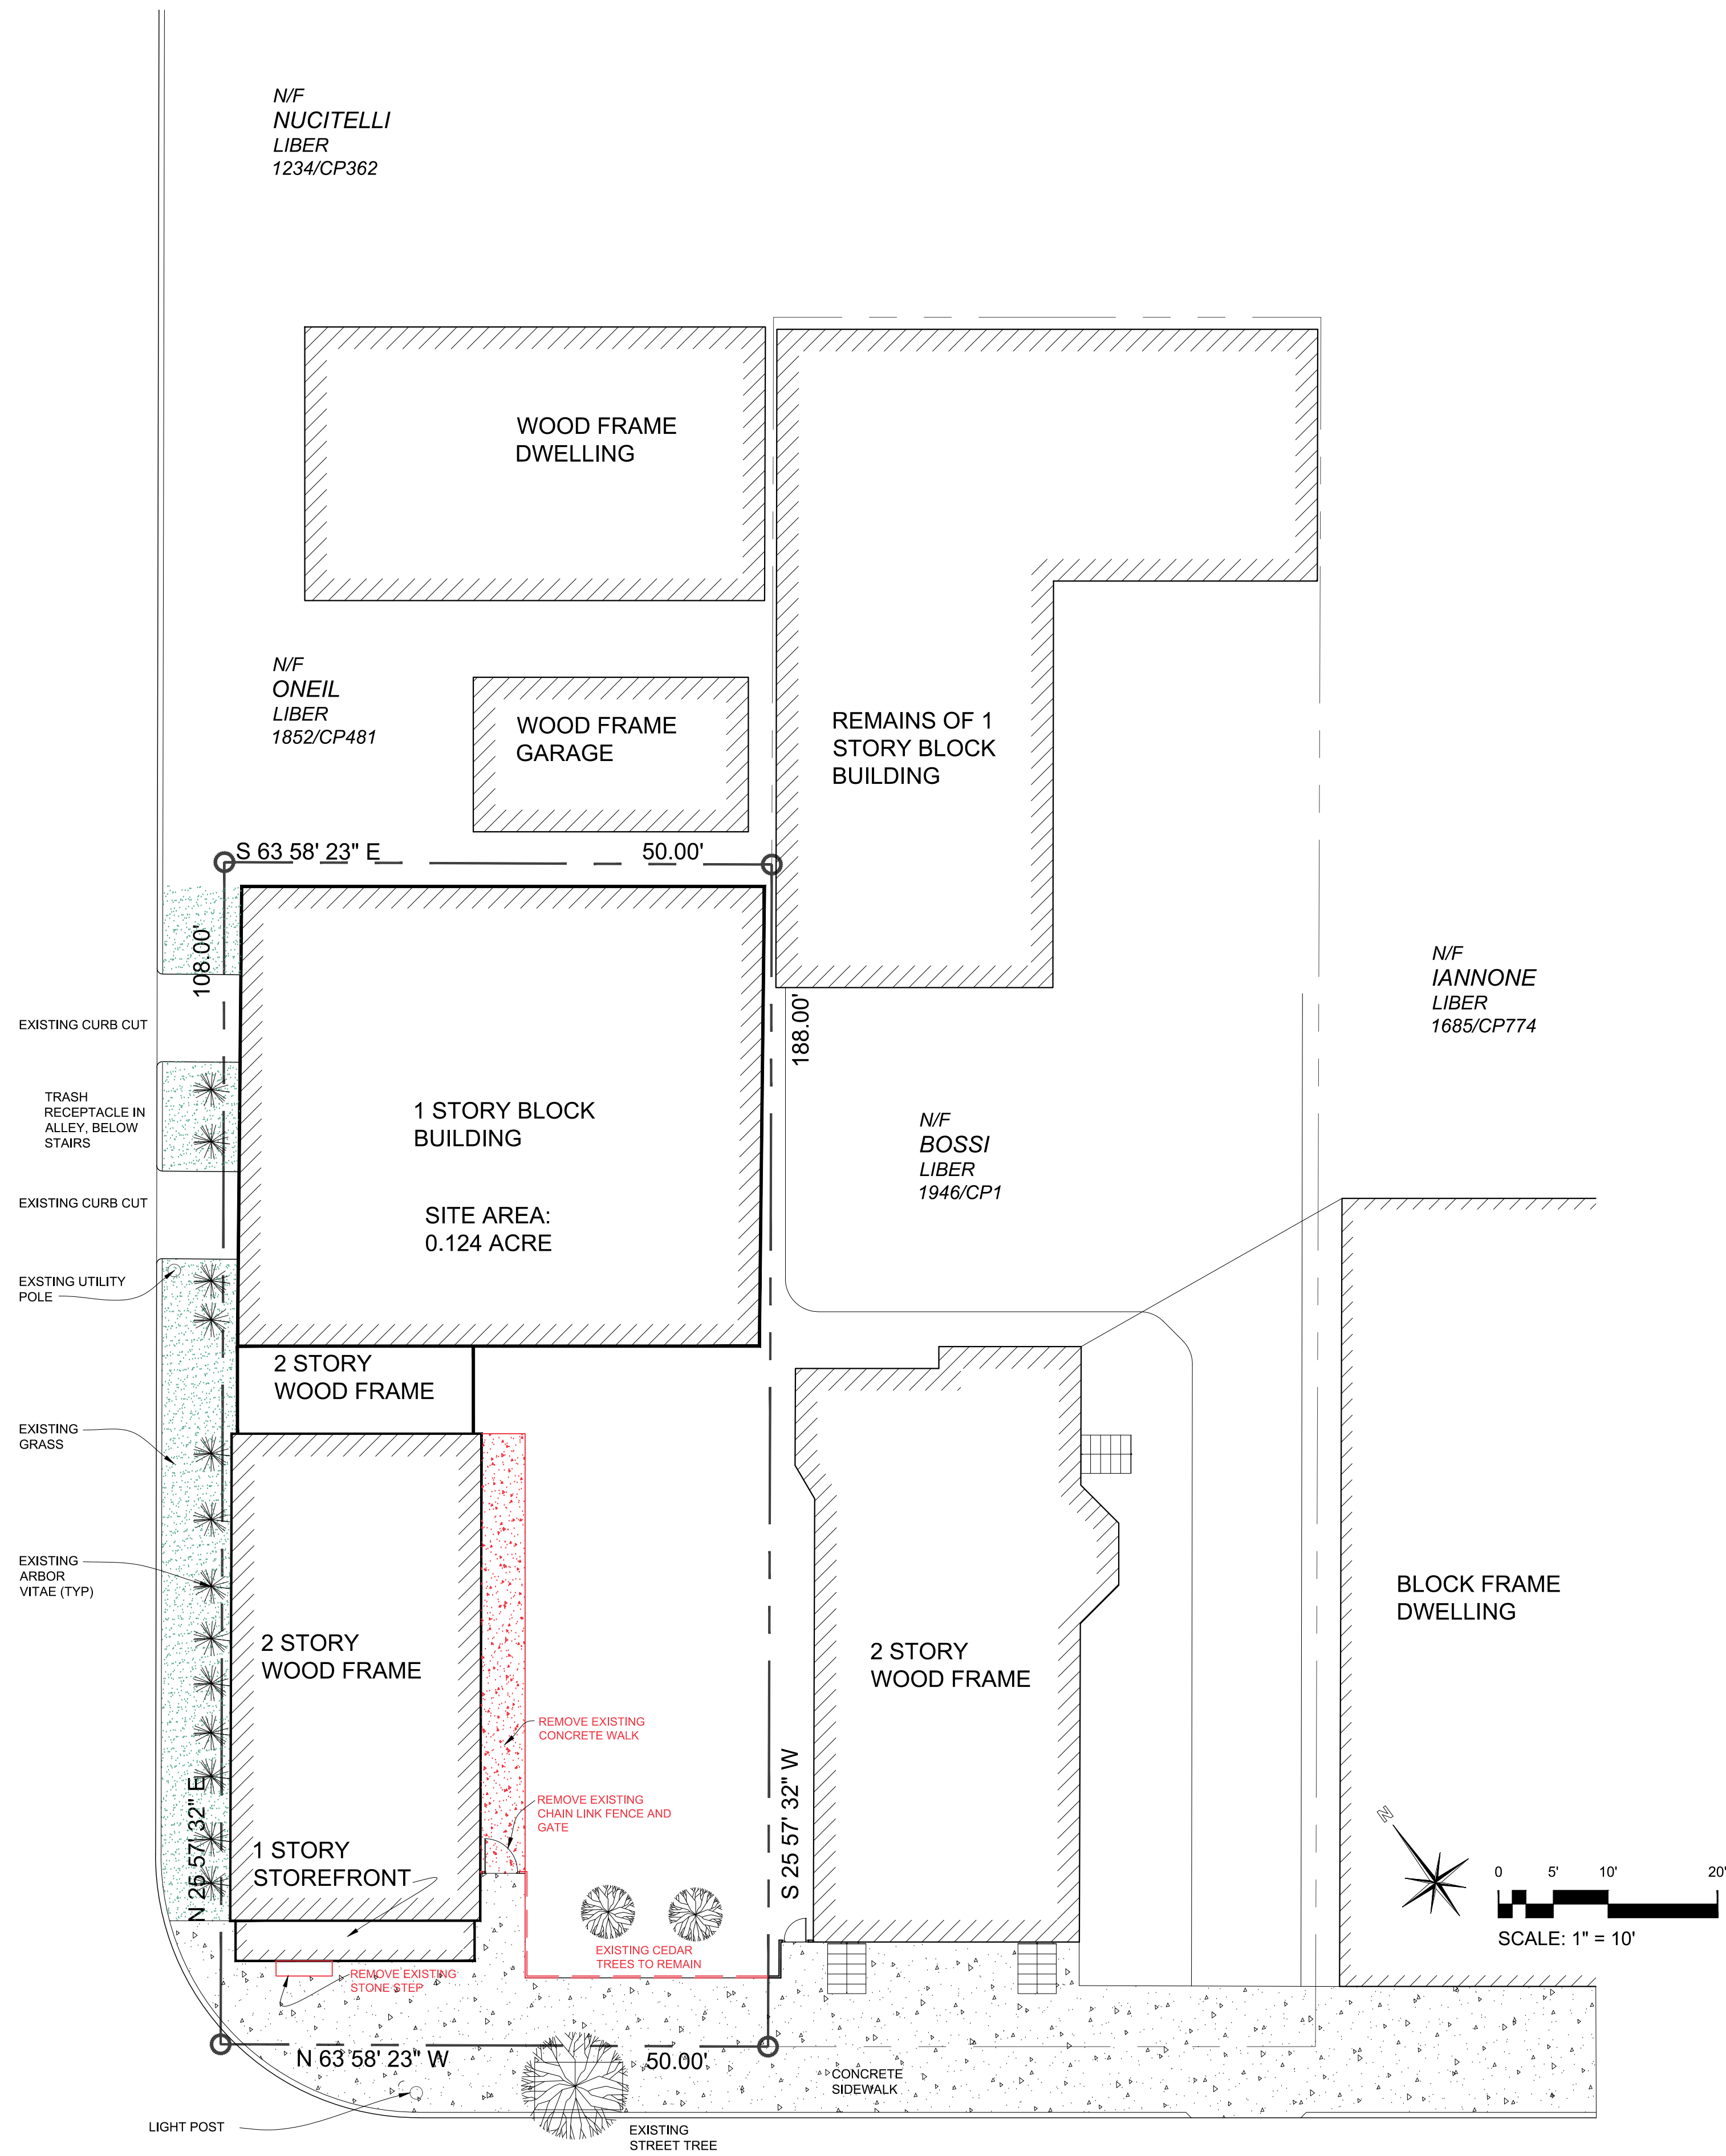 N/F
NUCITELLI
LIBER
1234/CP362
WOOD FRAME
DWELLING
N/F
ONEIL
LIBER
1852/CP481
WOOD FRAME
GARAGE
REMAINS OF 1
STORY BLOCK
BUILDING
S 63 58' 23" E
50.00'
108.00'
188.00'
N/F
IANNONE
LIBER
1685/CP774
EXISTING CURB CUT
TRASH
RECEPTACLE IN
ALLEY, BELOW
STAIRS
EXISTING CURB CUT
1 STORY BLOCK
BUILDING
SITE AREA:
0.124 ACRE
N/F
BOSSI
LIBER
1946/CP1
EXSTING UTILITY
POLE
2 STORY
WOOD FRAME
EXISTING
GRASS
EXISTING
ARBOR
VITAE (TYP)
2 STORY
WOOD FRAME
2 STORY
WOOD FRAME
BLOCK FRAME
DWELLING
REMOVE EXISTING
CONCRETE WALK
REMOVE EXISTING
CHAIN LINK FENCE AND
GATE
N 25 57' 32" E
S 25 57' 32" W
1 STORY
STOREFRONT
EXISTING CEDAR
TREES TO REMAIN
REMOVE EXISTING
STONE STEP
N
0 5' 10' 20'
SCALE: 1" = 10'
N 63 58' 23" W
50.00'
CONCRETE
SIDEWALK
LIGHT POST
EXISTING
STREET TREE